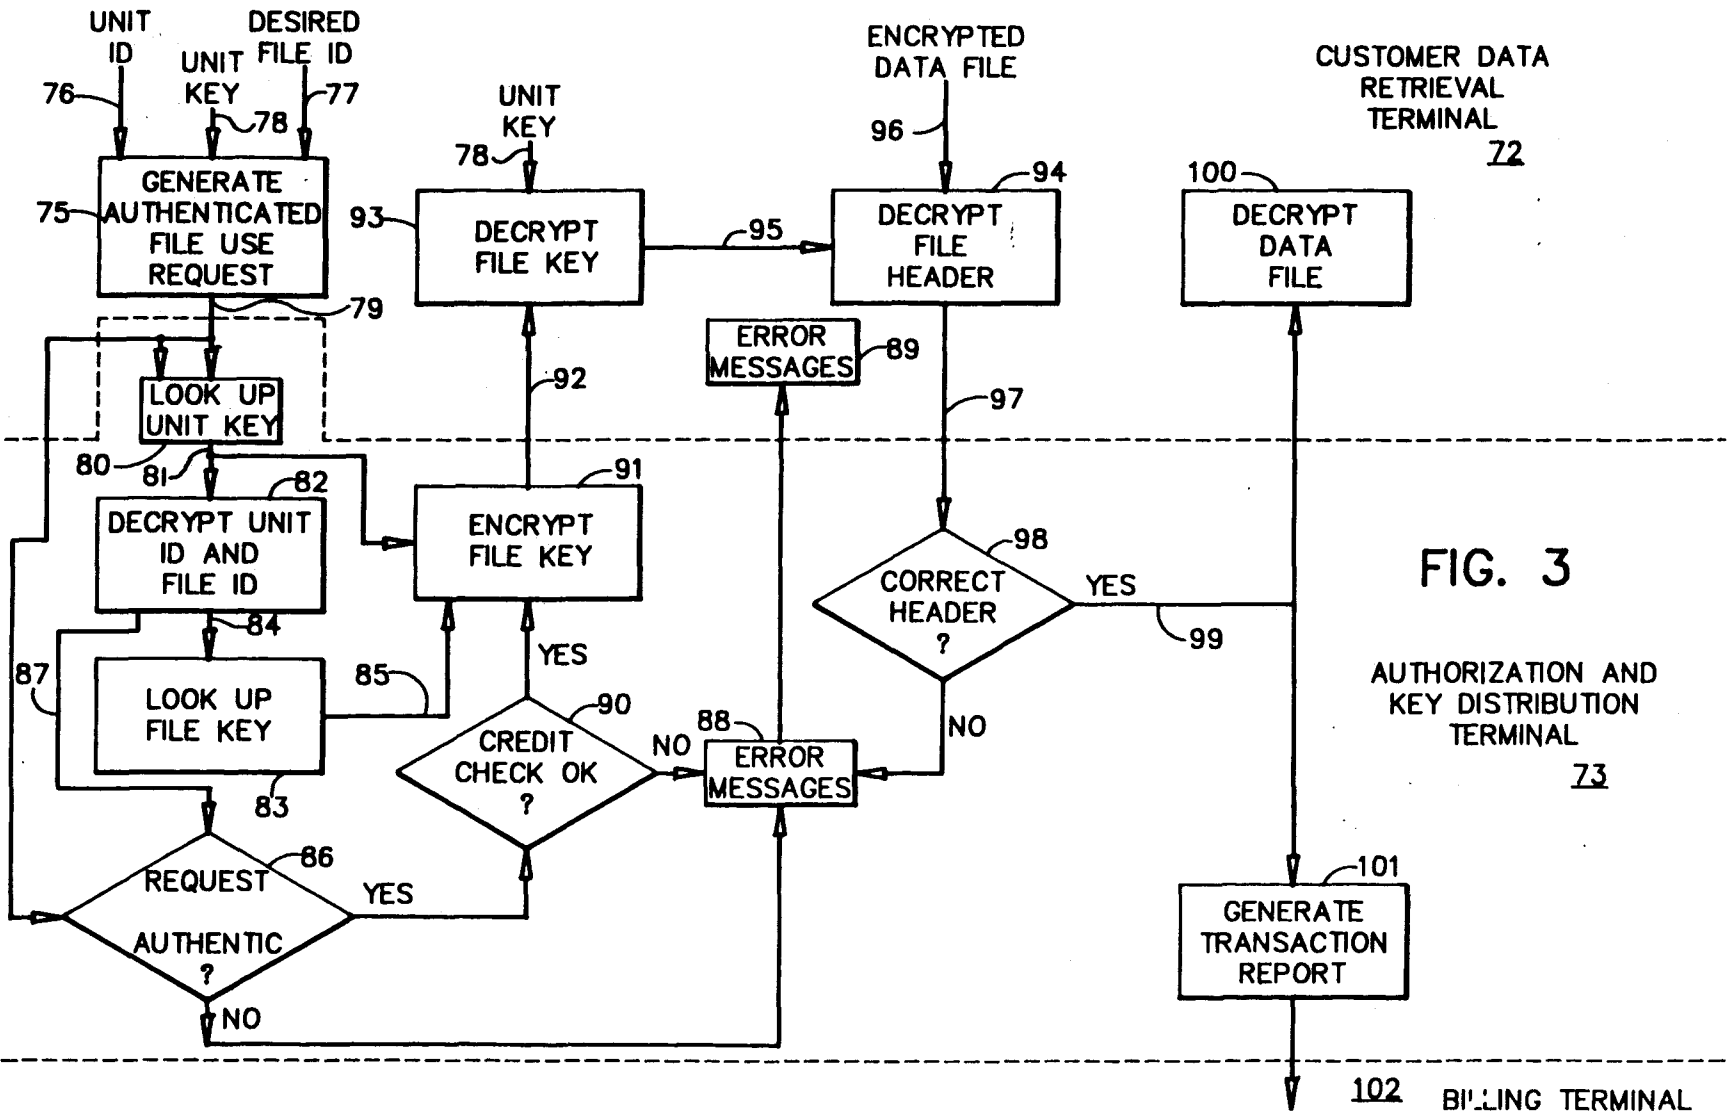 UNIT
ID
76
UNIT
KEY
78
DESIRED
FILE ID
77
GENERATE
AUTHENTICATED
FILE USE
REQUEST
75
79
LOOK UP
UNIT KEY
80
81
DECRYPT UNIT
ID AND
FILE ID
82
84
87
LOOK UP
FILE KEY
83
85
REQUEST
AUTHENTIC
?
86
YES
NO
UNIT
KEY
78
DECRYPT
FILE KEY
93
95
92
ENCRYPT
FILE KEY
91
YES
CREDIT
CHECK OK
?
90
NO
ENCRYPTED
DATA FILE
96
DECRYPT
FILE
HEADER
94
ERROR
MESSAGES
89
97
CORRECT
HEADER
?
98
YES
99
NO
88
ERROR
MESSAGES
CUSTOMER DATA
RETRIEVAL
TERMINAL
72
100
DECRYPT
DATA
FILE
FIG. 3
AUTHORIZATION AND
KEY DISTRIBUTION
TERMINAL
73
101
GENERATE
TRANSACTION
REPORT
102
BILLING TERMINAL